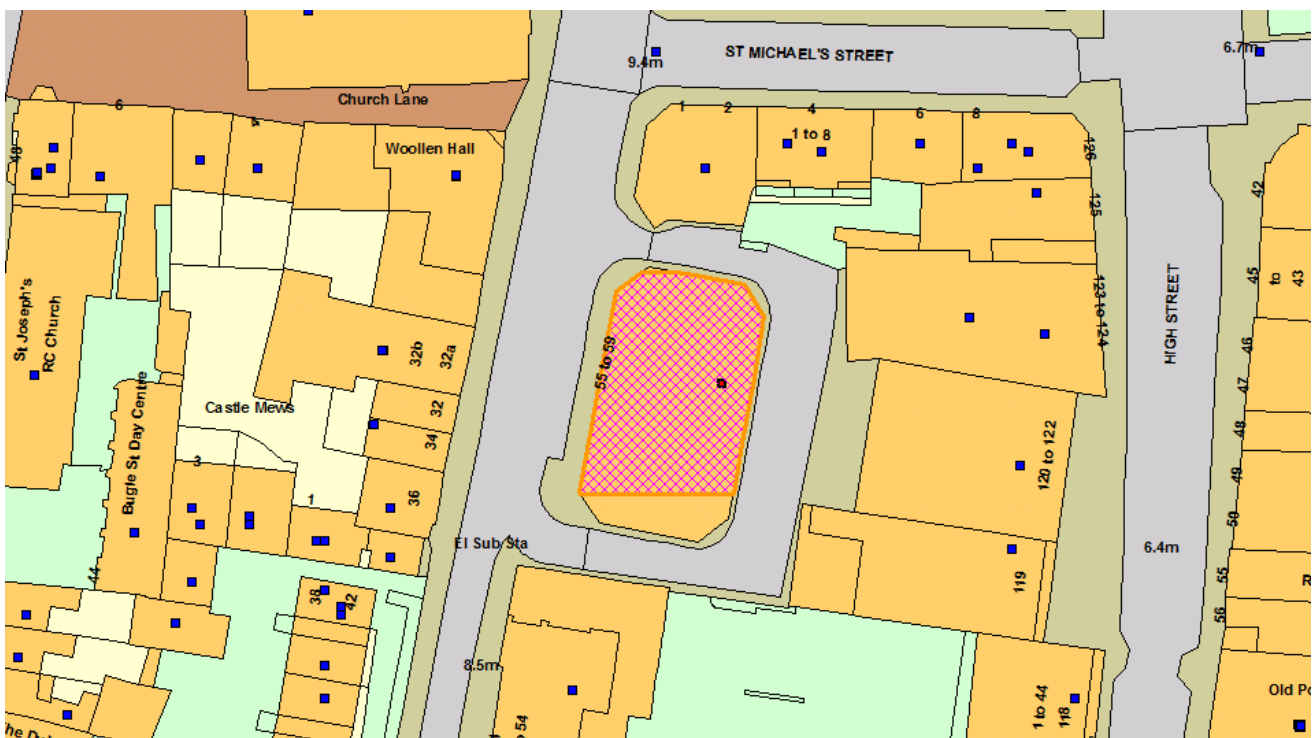 ST MICHAEL'S STREET
9.4m
6.7m
Church Lane
6
4
1
2
4
6
8
1 to 8
Woollen Hall
48
126
125
42
St Joseph's
RC Church
45
to
43
123 to 124
HIGH STREET
32b
32a
55 to 59
46
47
Castle Mews
32
34
48
Bugle St Day Centre
3
1
36
120 to 122
49
50
El Sub Sta
6.4m
44
38
42
119
55
56
R
8.5m
54
1 to 44
118
Old Po
The Du